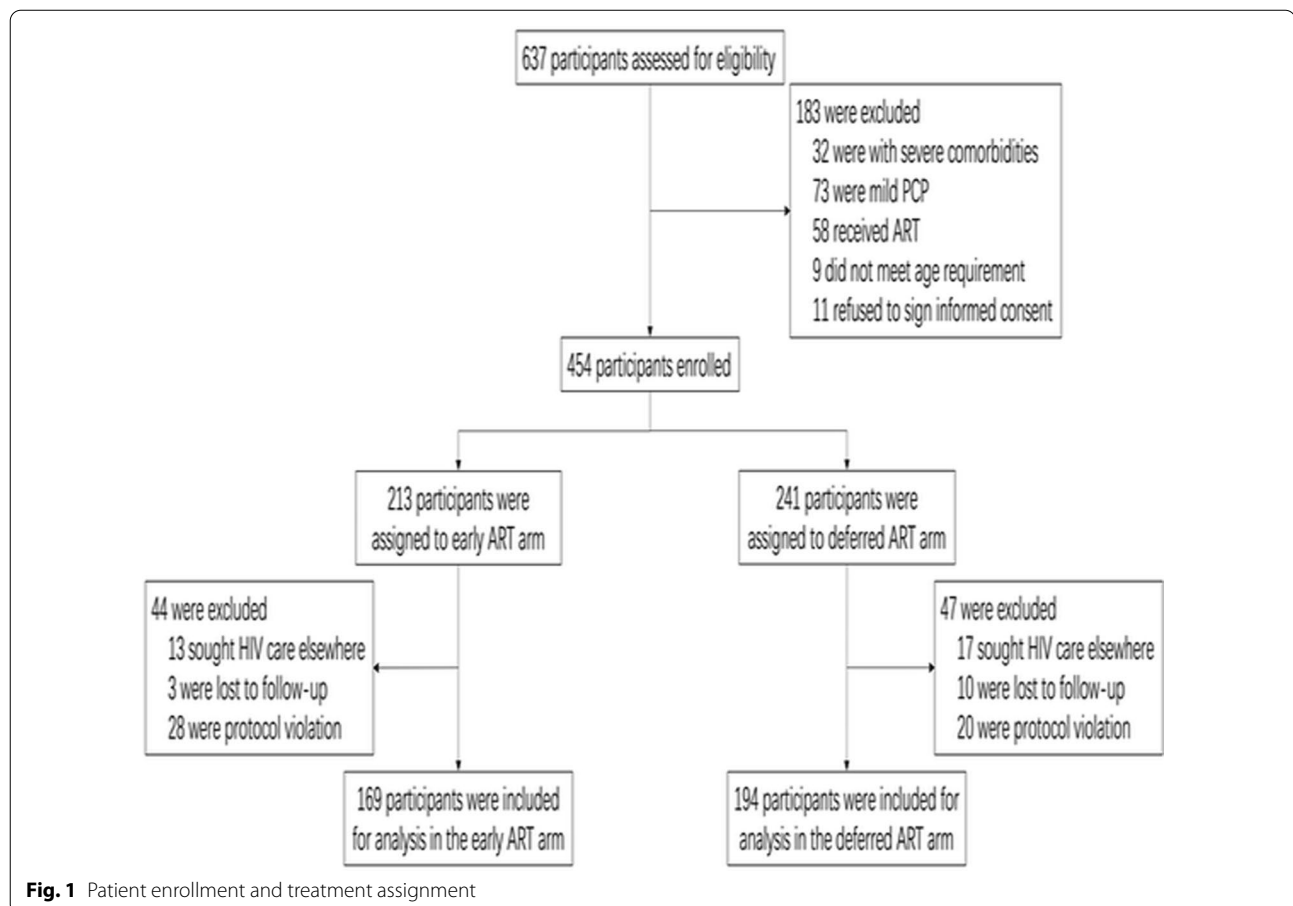 637 participants assessed for eligibility
183 were excluded
32 were with severe comorbidities
73 were mild PCP
58 received ART
9 did not meet age requirement
11 refused to sign informed consent
454 participants enrolled
213 participants were
assigned to early ART arm
241 participants were
assigned to deferred ART arm
44 were excluded
13 sought HIV care elsewhere
3 were lost to follow-up
28 were protocol violation
47 were excluded
17 sought HIV care elsewhere
10 were lost to follow-up
20 were protocol violation
169 participants were included
for analysis in the early ART arm
194 participants were included for
analysis in the deferred ART arm
Fig. 1 Patient enrollment and treatment assignment